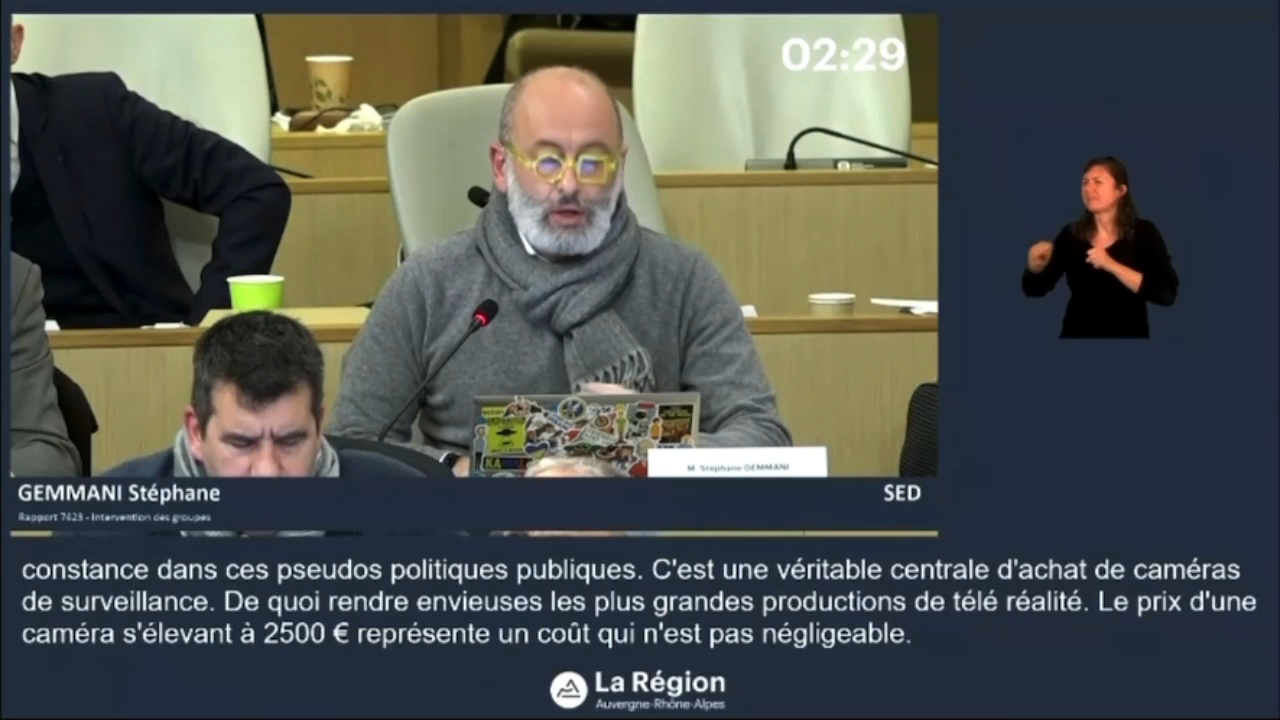 02:29
M. Stéphane GEMMANI
GEMMANI Stéphane
SED
Rapport 7623 - Intervention des groupes
constance dans ces pseudos politiques publiques. C'est une véritable centrale d'achat de caméras
de surveillance. De quoi rendre envieuses les plus grandes productions de télé réalité. Le prix d'une
caméra s'élevant à 2500 € représente un coût qui n'est pas négligeable.
La Région
Auvergne-Rhône-Alpes